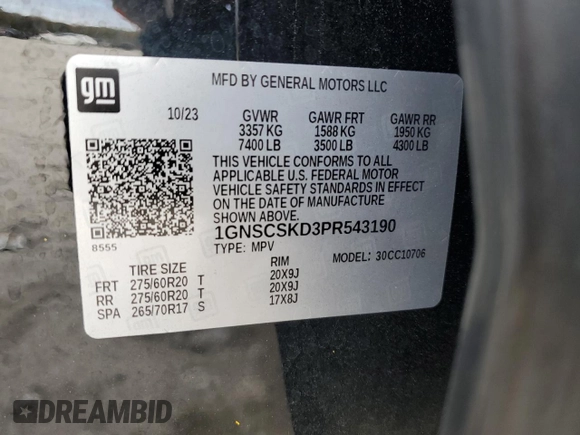 gm
MFD BY GENERAL MOTORS LLC
10/23 GVWR GAWR FRT GAWR RR
3357 KG 1588 KG 1950 KG
7400 LB 3500 LB 4300 LB
THIS VEHICLE CONFORMS TO ALL
APPLICABLE U.S. FEDERAL MOTOR
VEHICLE SAFETY STANDARDS IN EFFECT
ON THE DATE OF MANUFACTURE
SHOWN ABOVE.
1GNSCSKD3PR543190
8555
TYPE: MPV MODEL: 30CC10706
TIRE SIZE RIM
FRT 275/60R20 T 20X9J
RR 275/60R20 T 20X9J
SPA 265/70R17 S 17X8J
DREAMBID